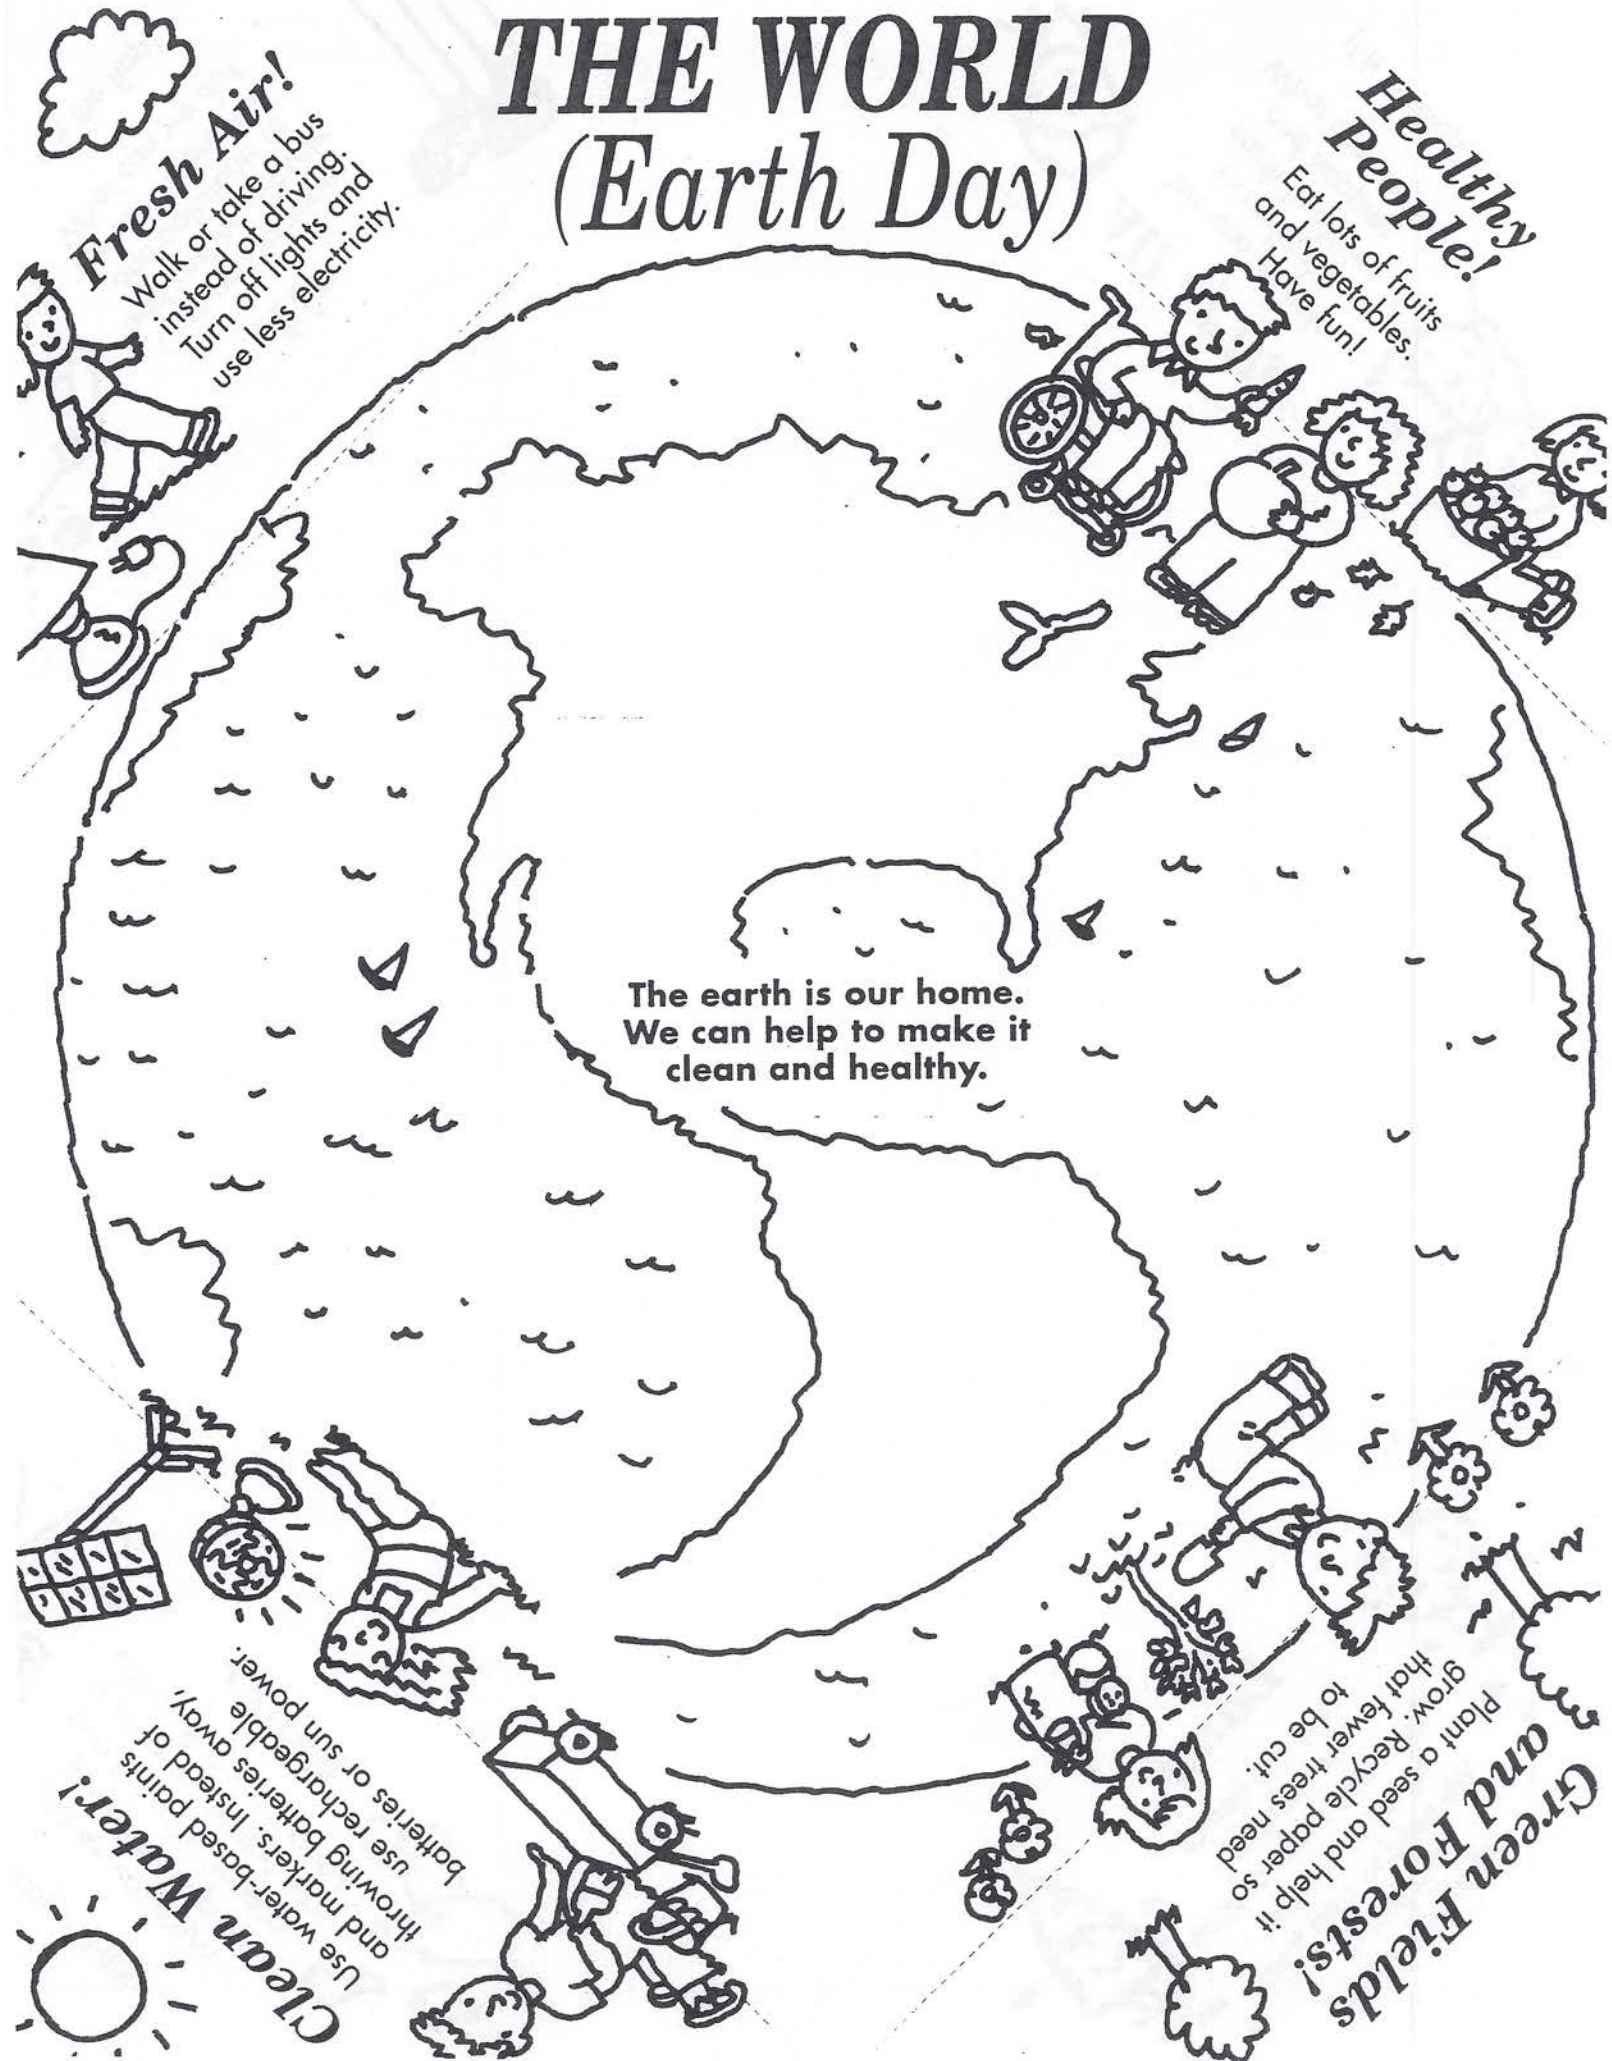 THE WORLD
(Earth Day)
Fresh Air!
Walk or take a bus
instead of driving.
Turn off lights and
use less electricity.
Healthy
People!
Eat lots of fruits
and vegetables.
Have fun!
The earth is our home.
We can help to make it
clean and healthy.
Clean Water!
Use water-based paints
and markers. Instead of
throwing batteries away,
use rechargeable
batteries or sun power.
Green Fields
and Forests!
Plant a seed and help it
grow. Recycle paper so
that fewer trees need
to be cut.